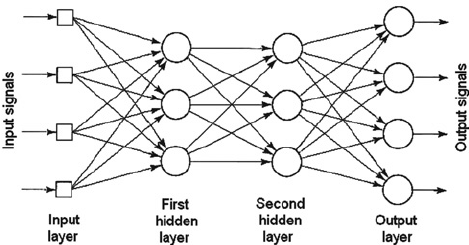 Input signals
Output signals
Input
layer
First
hidden
layer
Second
hidden
layer
Output
layer